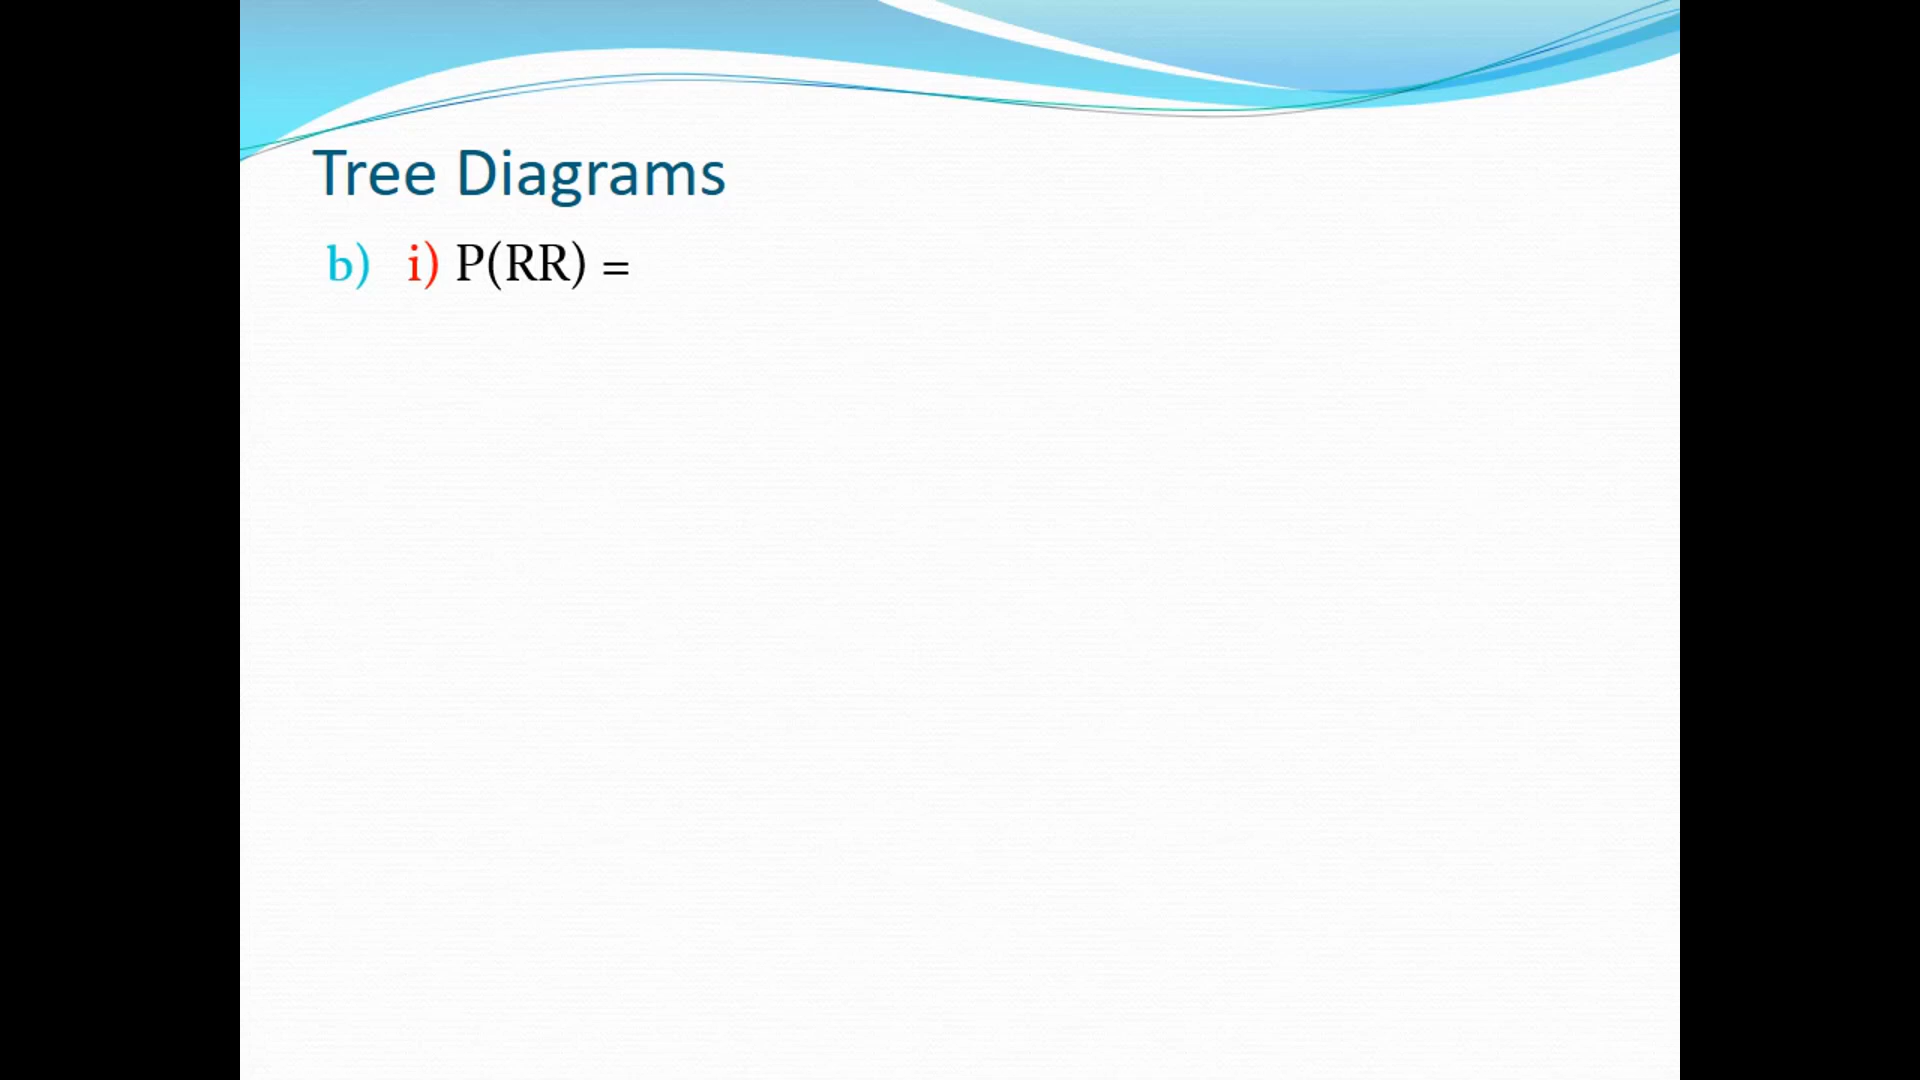 Tree Diagrams
b) i) P(RR) =